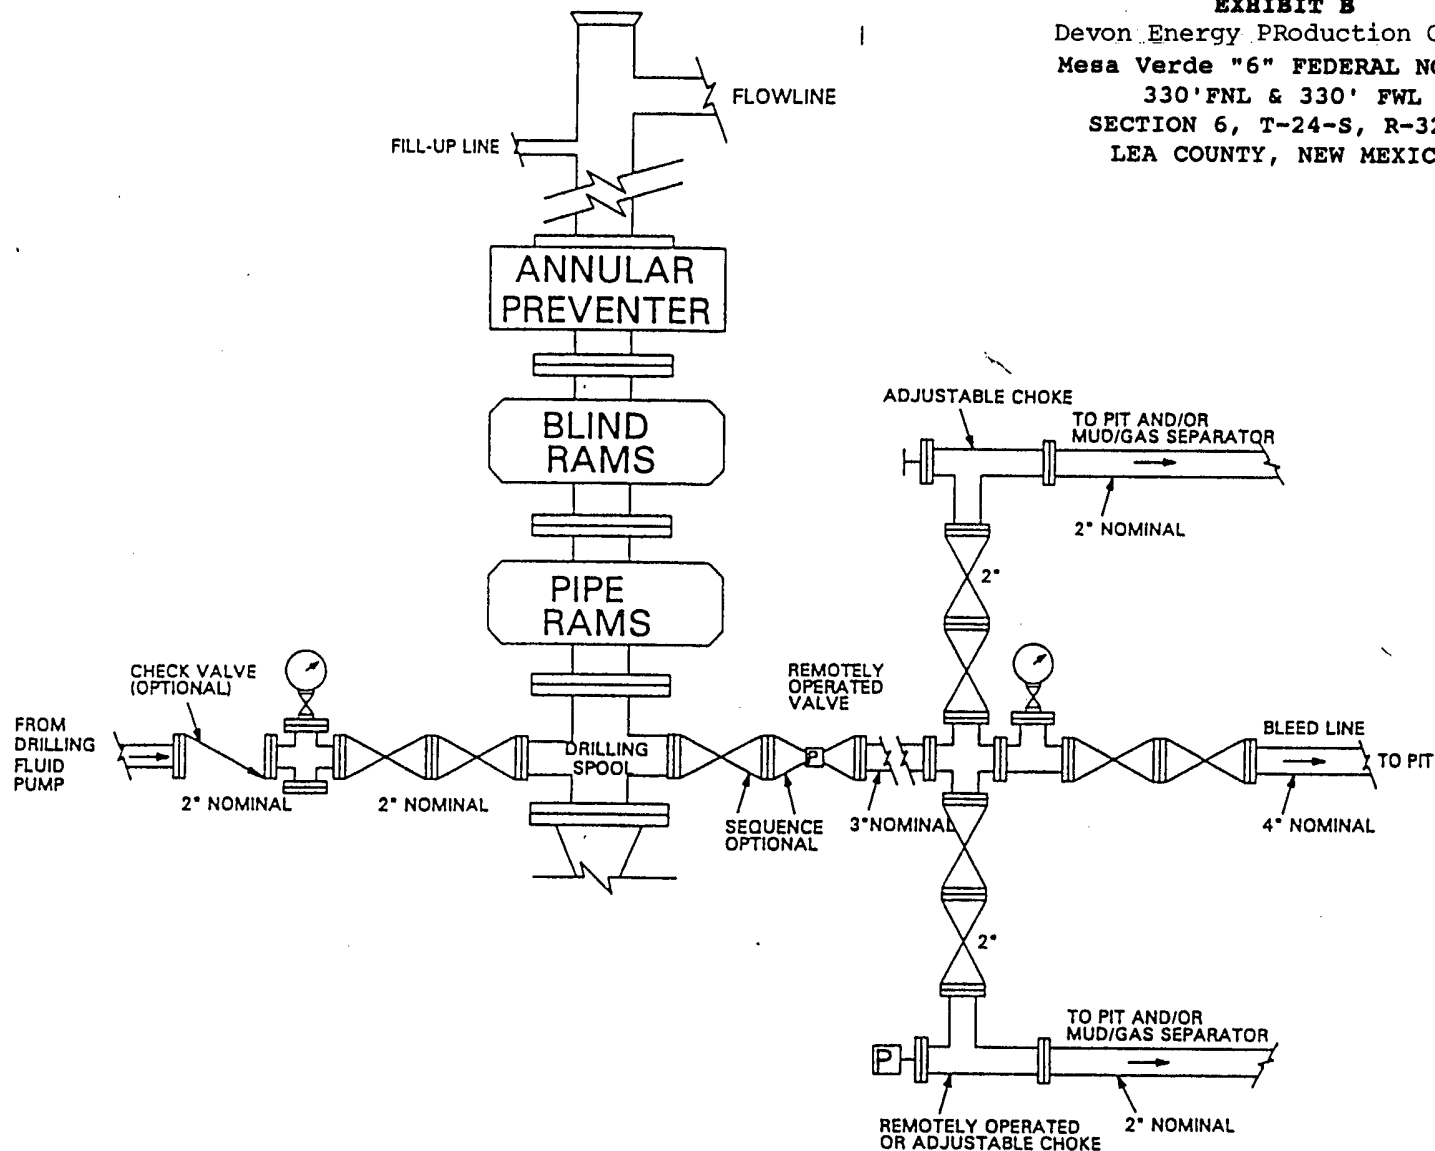 EXHIBIT B
Devon Energy PRoduction
Mesa Verde "6" FEDERAL
330'FNL & 330' FWL
SECTION 6, T-24-S,
LEA COUNTY, NEW
FLOWLINE
FILL-UP LINE
ANNULAR
PREVENTER
BLIND
RAMS
PIPE
RAMS
ADJUSTABLE CHOKE
TO PIT AND/OR
MUD/GAS SEPARATOR
2" NOMINAL
2"
CHECK VALVE
(OPTIONAL)
REMOTELY
OPERATED
VALVE
FROM
DRILLING
FLUID
PUMP
2" NOMINAL
2" NOMINAL
DRILLING
SPOOL
P
SEQUENCE
OPTIONAL
3"NOMINAL
BLEED LINE
TO PIT
4" NOMINAL
2"
TO PIT AND/OR
MUD/GAS SEPARATOR
P
REMOTELY OPERATED
OR ADJUSTABLE CHOKE
2" NOMINAL